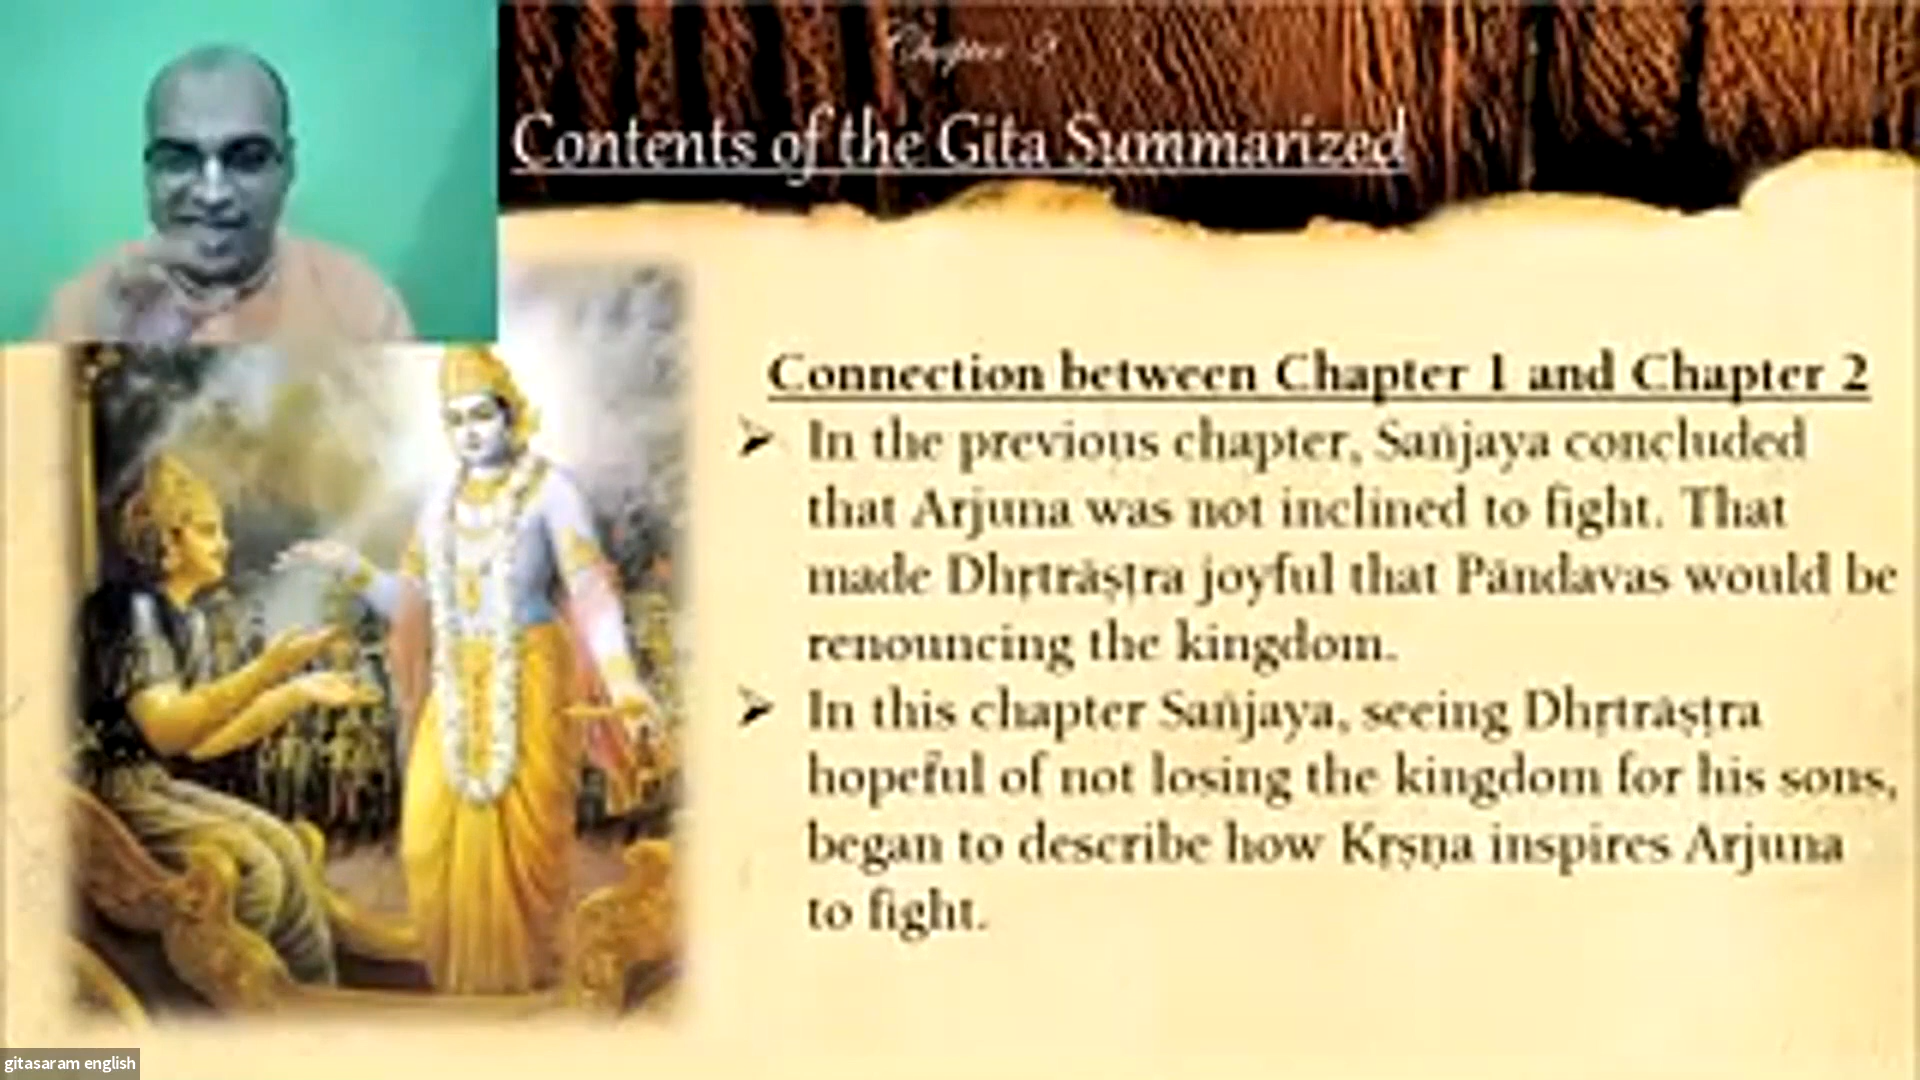 Chapter 2
Contents of the Gita Summarized
Connection between Chapter 1 and Chapter 2
➢ In the previous chapter, Sañjaya concluded
that Arjuna was not inclined to fight. That
made Dhṛtrāṣṭra joyful that Pāndavas would be
renouncing the kingdom.
➢ In this chapter Sañjaya, seeing Dhṛtrāṣṭra
hopeful of not losing the kingdom for his sons,
began to describe how Kṛṣṇa inspires Arjuna
to fight.
gitasaram english